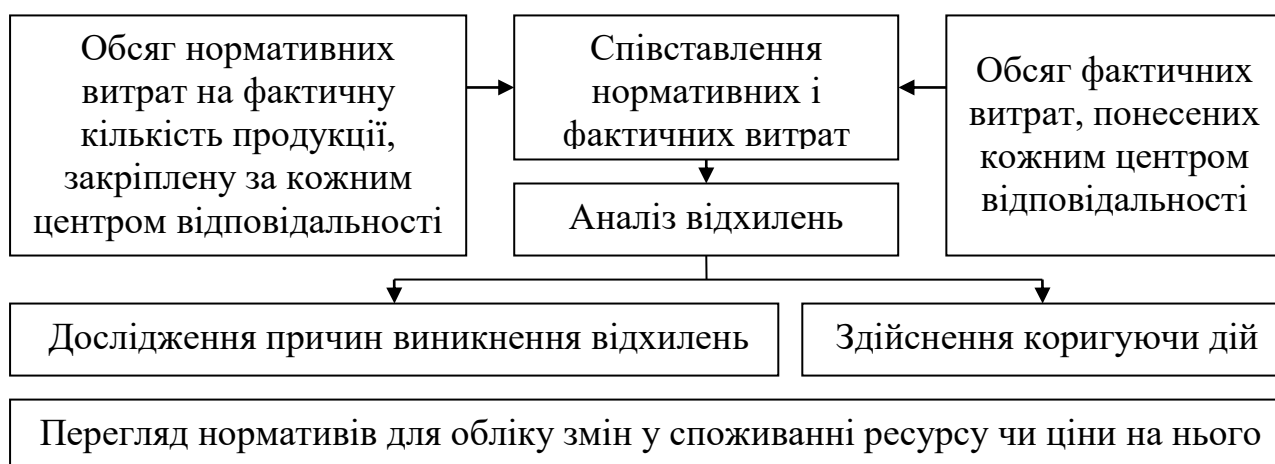 Обсяг нормативних
витрат на фактичну
кількість продукції,
закріплену за кожним
центром відповідальності
Співставлення
нормативних і
фактичних витрат
Обсяг фактичних
витрат, понесених
кожним центром
відповідальності
Аналіз відхилень
Дослідження причин виникнення відхилень
Здійснення коригуючи дій
Перегляд нормативів для обліку змін у споживанні ресурсу чи ціни на нього